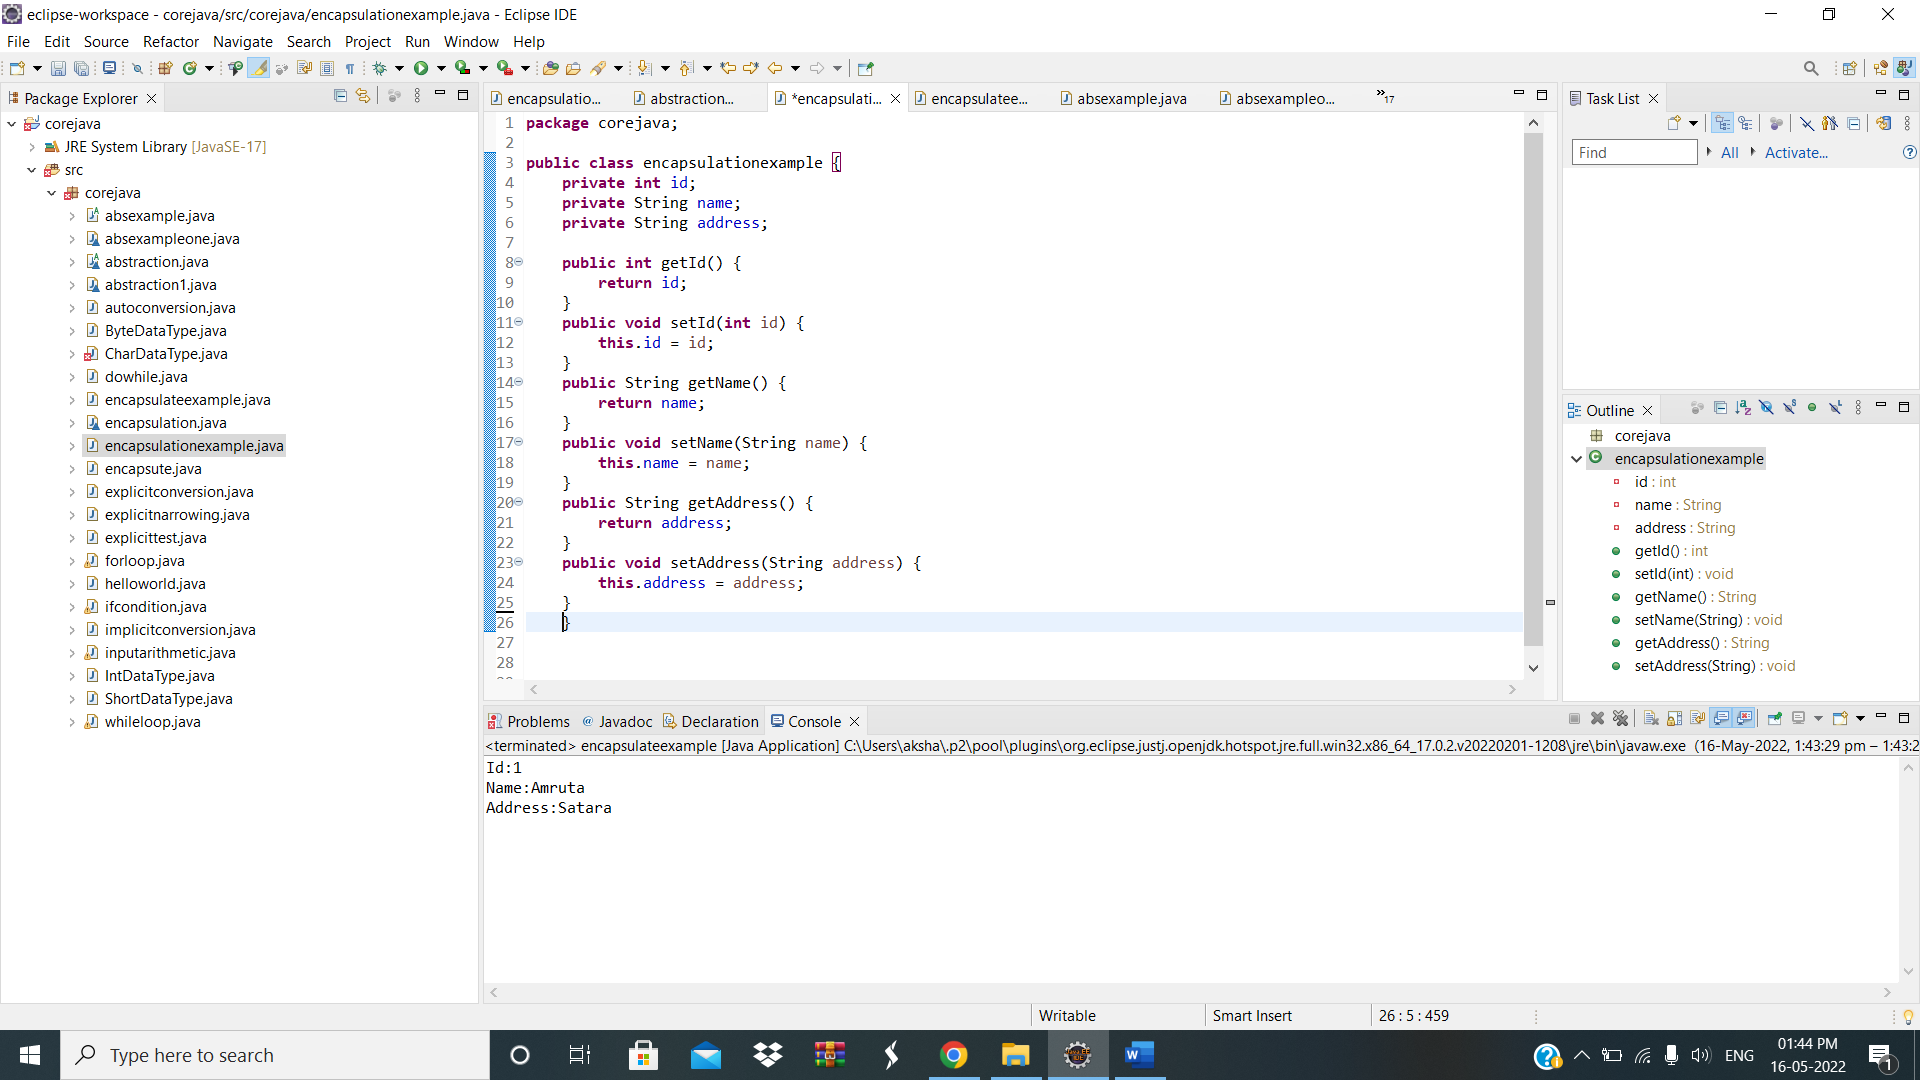 eclipse-workspace - corejava/src/corejava/encapsulationexample.java - Eclipse IDE
File Edit Source Refactor Navigate Search Project Run Window Help
Package Explorer
corejava
JRE System Library [JavaSE-17]
src
corejava
absexample.java
absexampleone.java
abstraction.java
abstraction1.java
autoconversion.java
ByteDataType.java
CharDataType.java
dowhile.java
encapsulateexample.java
encapsulation.java
encapsulationexample.java
encapsute.java
explicitconversion.java
explicitnarrowing.java
explicittest.java
forloop.java
helloworld.java
ifcondition.java
implicitconversion.java
inputarithmetic.java
IntDataType.java
ShortDataType.java
whileloop.java
encapsulatio... abstraction... *encapsulati... encapsulatee... absexample.java absexampleo... »17
1 package corejava;
2
3 public class encapsulationexample {
4 private int id;
5 private String name;
6 private String address;
7
8 public int getId() {
9 return id;
10 }
11 public void setId(int id) {
12 this.id = id;
13 }
14 public String getName() {
15 return name;
16 }
17 public void setName(String name) {
18 this.name = name;
19 }
20 public String getAddress() {
21 return address;
22 }
23 public void setAddress(String address) {
24 this.address = address;
25 }
26 }
27
28
Task List
Find All Activate...
Outline
corejava
encapsulationexample
id : int
name : String
address : String
getId() : int
setId(int) : void
getName() : String
setName(String) : void
getAddress() : String
setAddress(String) : void
Problems @ Javadoc Declaration Console
<terminated> encapsulateexample [Java Application] C:\Users\aksha\.p2\pool\plugins\org.eclipse.justj.openjdk.hotspot.jre.full.win32.x86_64_17.0.2.v20220201-1208\jre\bin\javaw.exe (16-May-2022, 1:43:29 pm – 1:43:2
Id:1
Name:Amruta
Address:Satara
Writable Smart Insert 26 : 5 : 459
Type here to search
ENG
01:44 PM
16-05-2022
1